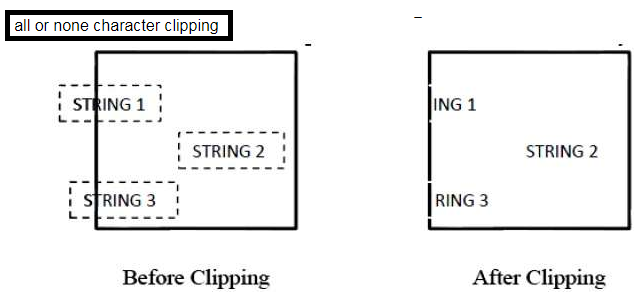 all or none character clipping
STRING 1
STRING 2
STRING 3
ING 1
STRING 2
RING 3
Before Clipping
After Clipping